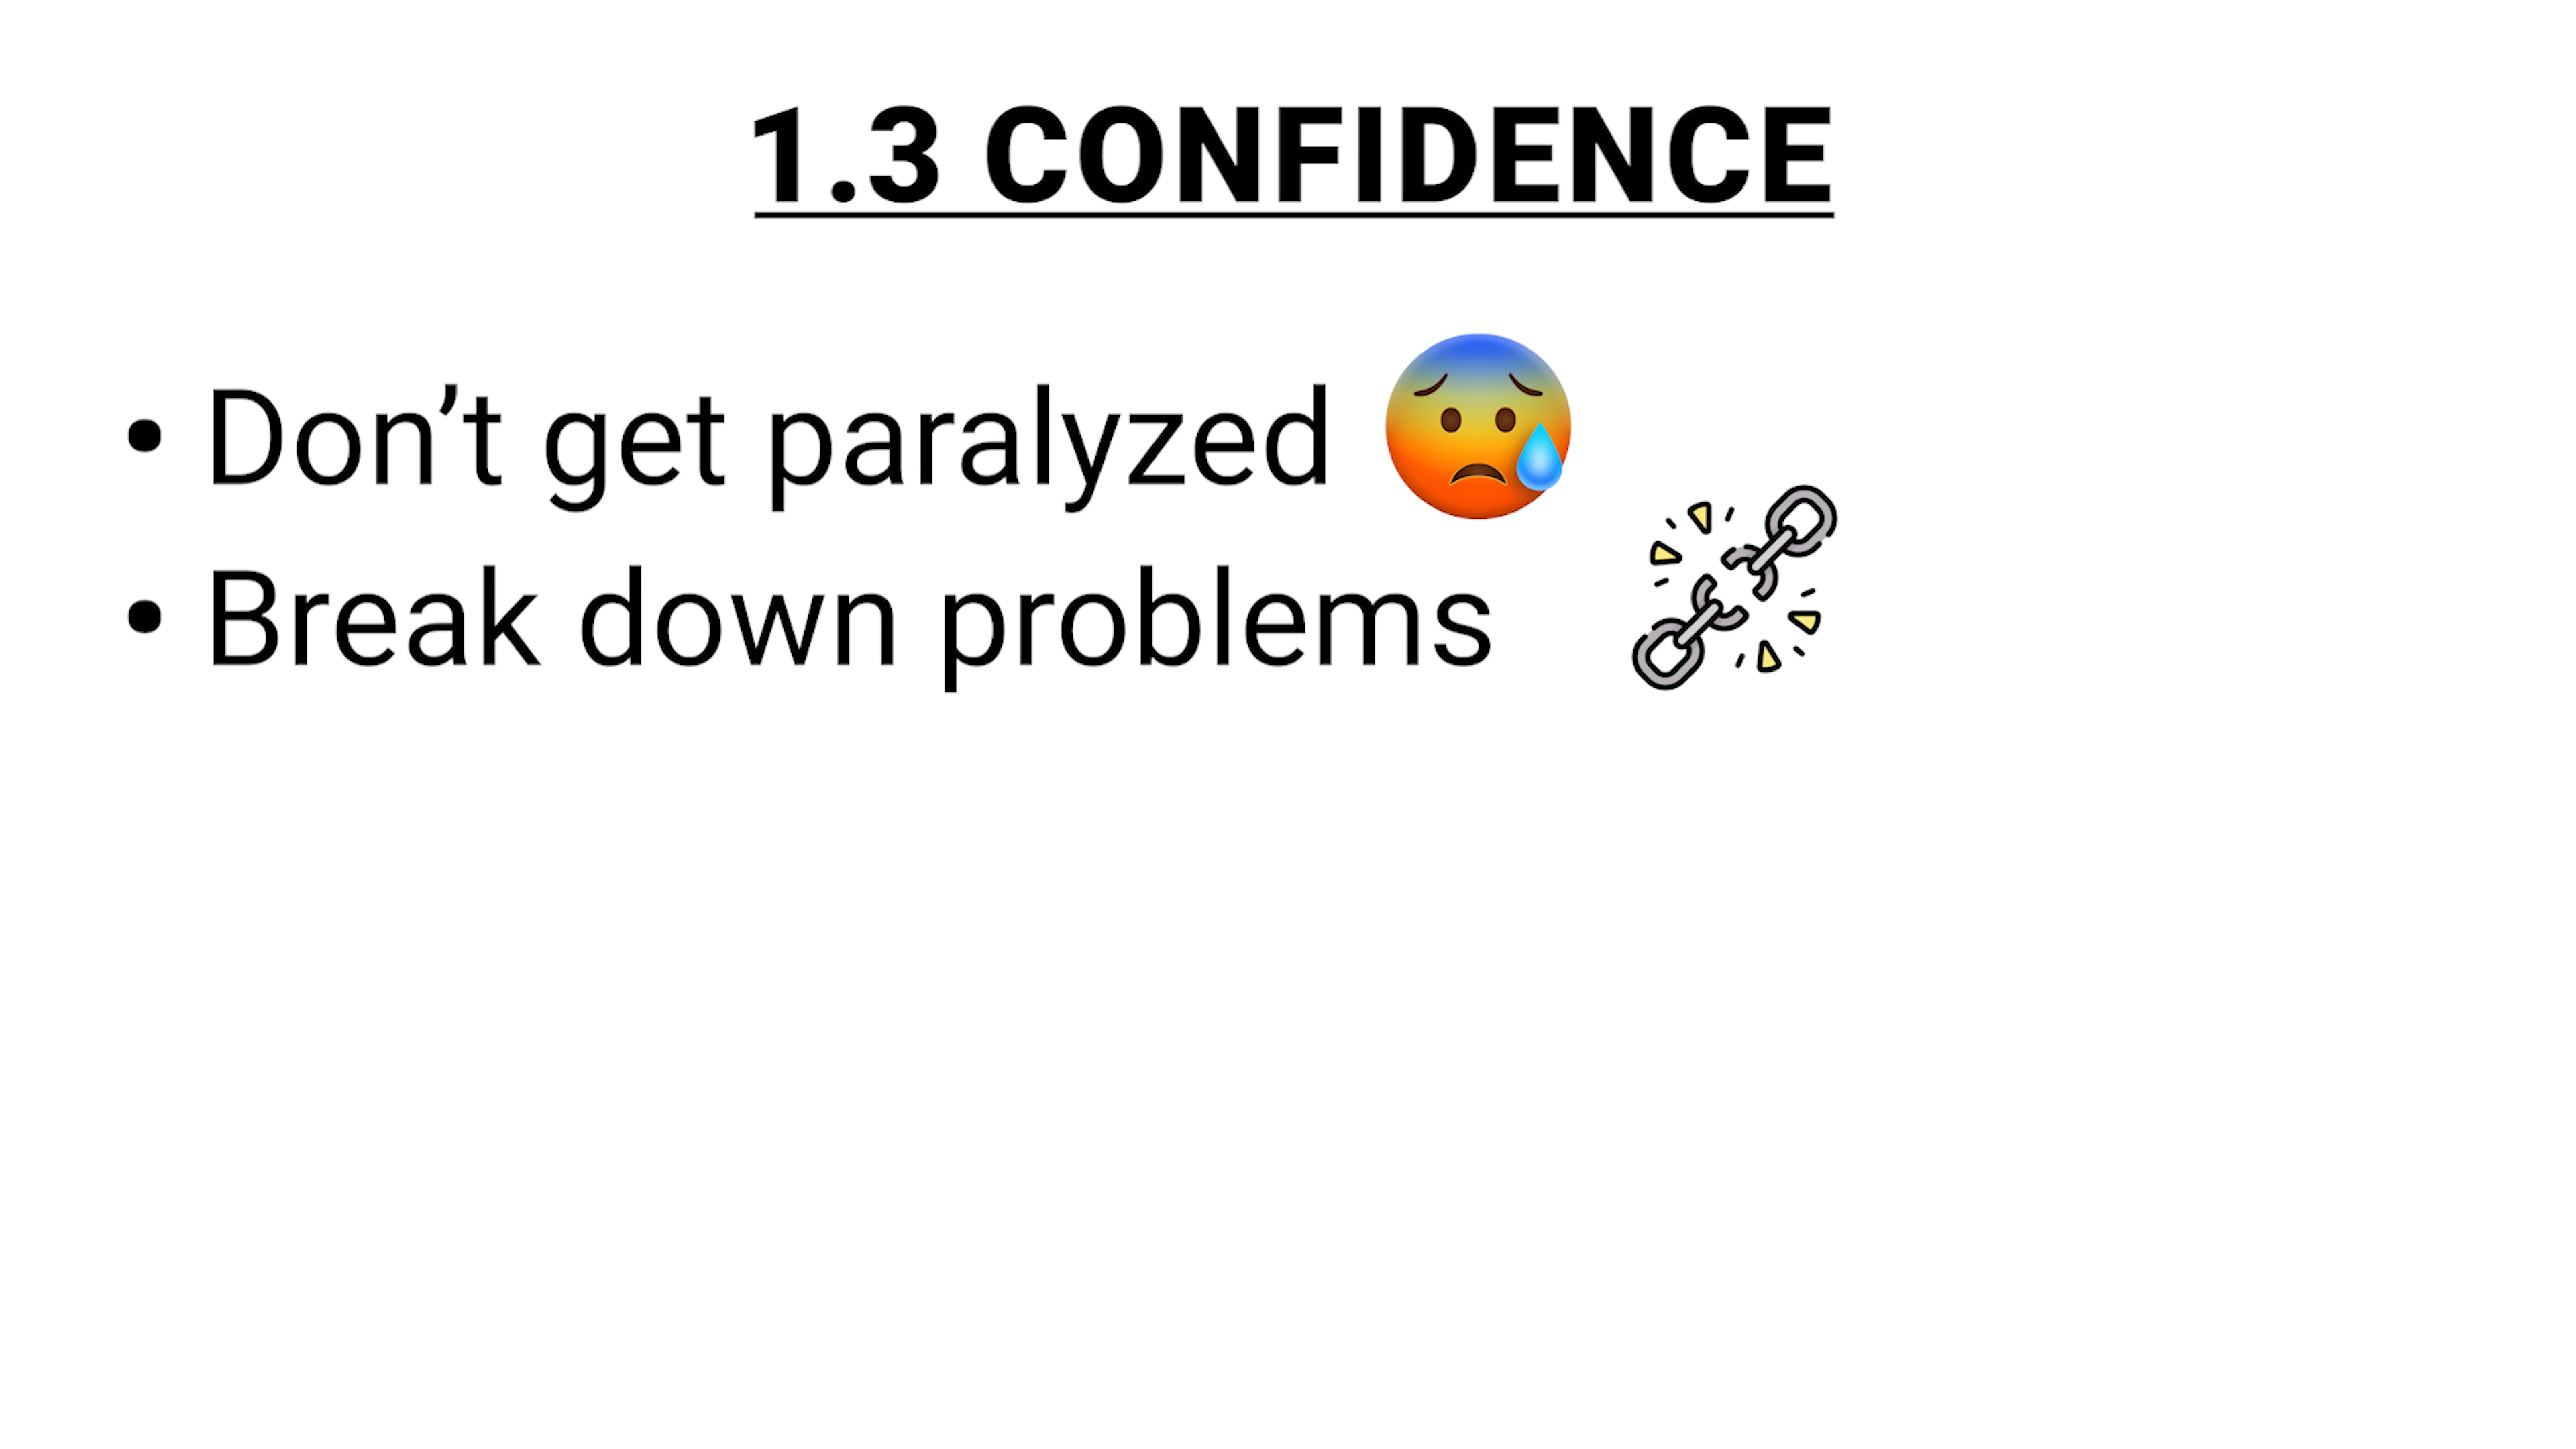 1.3 CONFIDENCE
• Don’t get paralyzed 😰
• Break down problems